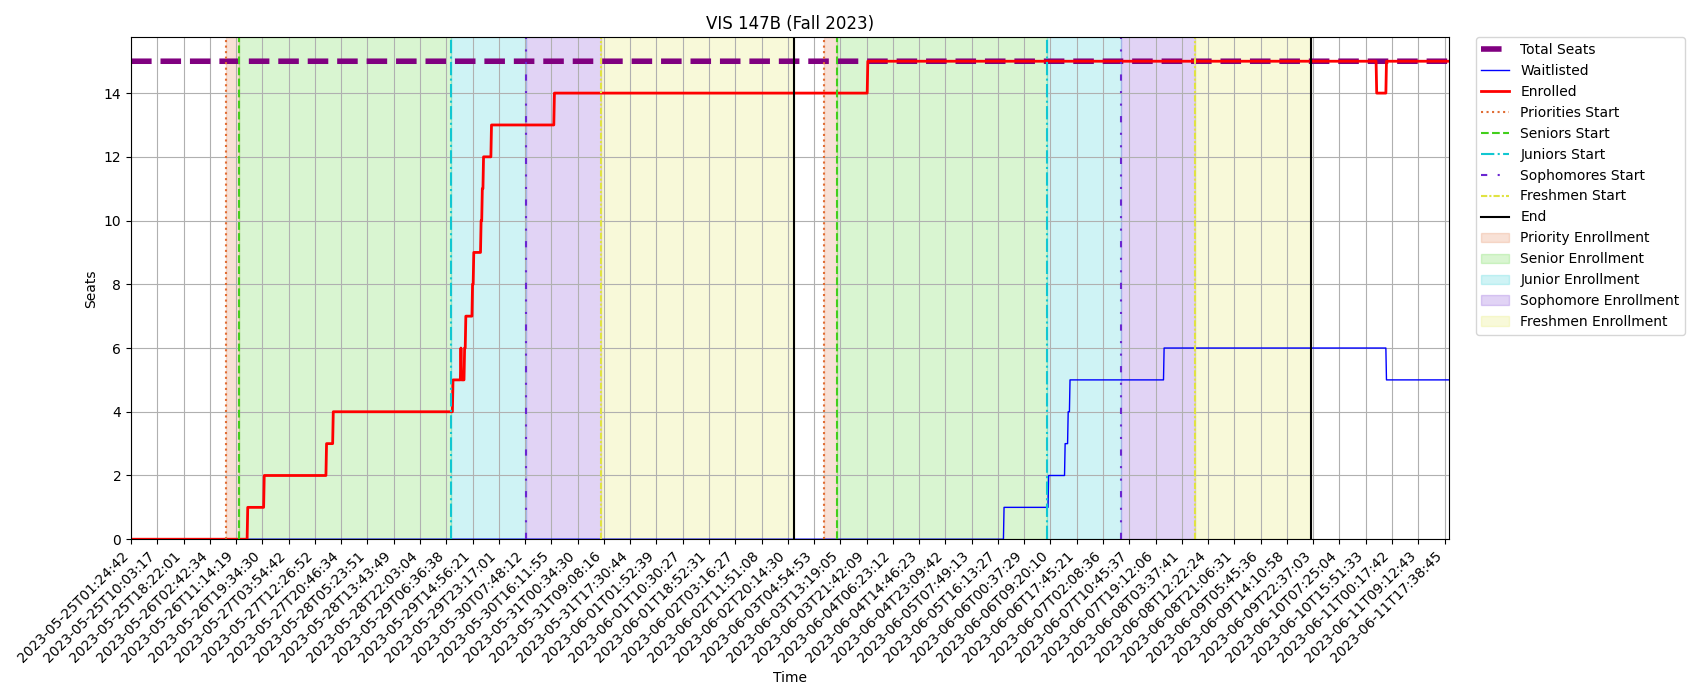 VIS 147B (Fall 2023)
Seats
14
12
10
8
6
4
2
0
2023-05-25T01:24:42
2023-05-25T10:03:17
2023-05-25T18:22:01
2023-05-26T02:42:34
2023-05-26T11:14:19
2023-05-26T19:34:30
2023-05-27T03:54:42
2023-05-27T12:26:52
2023-05-27T20:46:34
2023-05-28T05:23:51
2023-05-28T13:43:49
2023-05-28T22:03:04
2023-05-29T06:36:38
2023-05-29T14:56:21
2023-05-29T23:17:01
2023-05-30T07:48:12
2023-05-30T16:11:55
2023-05-31T00:34:30
2023-05-31T09:08:16
2023-05-31T17:30:44
2023-06-01T01:52:39
2023-06-01T10:30:27
2023-06-01T18:52:31
2023-06-02T03:16:27
2023-06-02T11:51:08
2023-06-02T20:14:30
2023-06-03T04:54:53
2023-06-03T13:19:05
2023-06-03T21:42:09
2023-06-04T06:23:12
2023-06-04T14:46:23
2023-06-04T23:09:42
2023-06-05T07:49:13
2023-06-05T16:13:27
2023-06-06T00:37:29
2023-06-06T09:20:10
2023-06-06T17:45:21
2023-06-07T02:08:36
2023-06-07T10:45:37
2023-06-07T19:12:06
2023-06-08T03:37:41
2023-06-08T12:22:24
2023-06-08T21:06:31
2023-06-09T05:45:36
2023-06-09T14:10:58
2023-06-09T22:37:03
2023-06-10T07:25:04
2023-06-10T15:51:33
2023-06-11T00:17:42
2023-06-11T09:12:43
2023-06-11T17:38:45
Time
Total Seats
Waitlisted
Enrolled
Priorities Start
Seniors Start
Juniors Start
Sophomores Start
Freshmen Start
End
Priority Enrollment
Senior Enrollment
Junior Enrollment
Sophomore Enrollment
Freshmen Enrollment